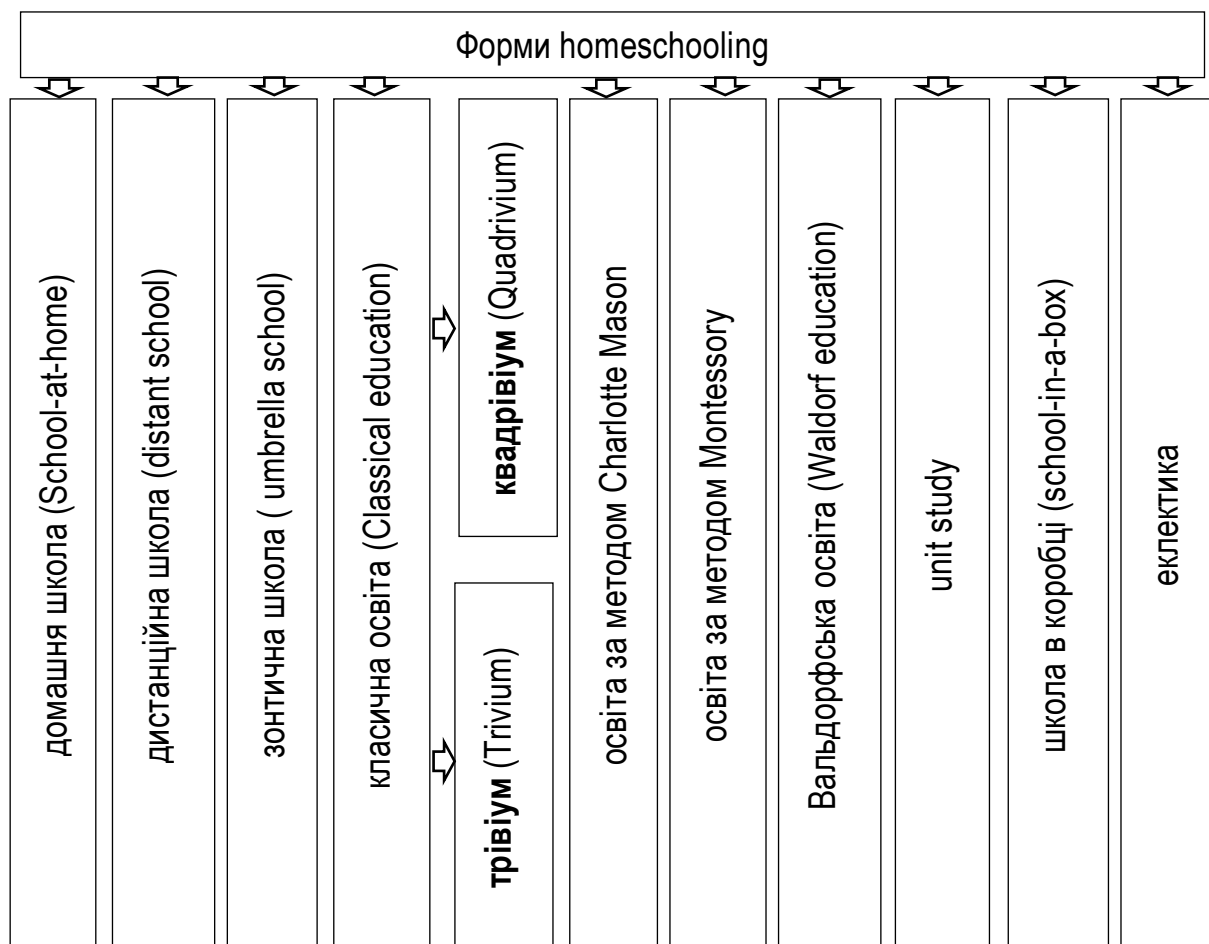 Форми homeschooling
домашня школа (School-at-home)
дистанційна школа (distant school)
зонтична школа ( umbrella school)
класична освіта (Classical education)
квадрівіум (Quadrivium)
трівіум (Trivium)
освіта за методом Charlotte Mason
освіта за методом Montessory
Вальдорфська освіта (Waldorf education)
unit study
школа в коробці (school-in-a-box)
еклектика